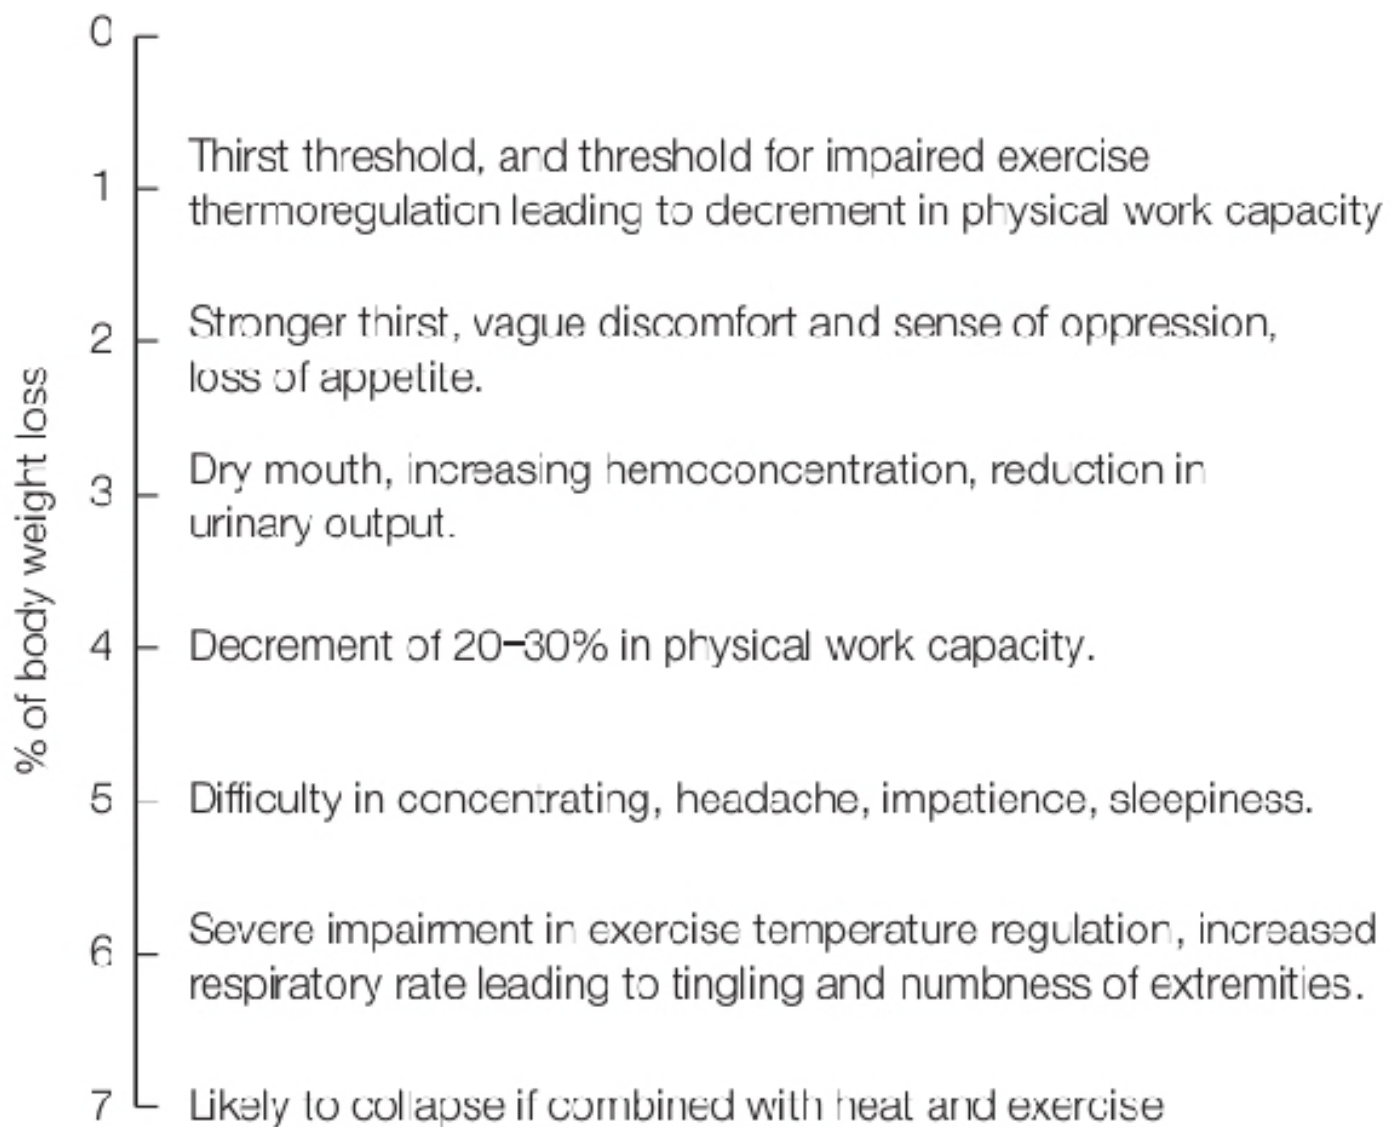 0
Thirst threshold, and threshold for impaired exercise
1
thermoregulation leading to decrement in physical work capacity
2
Stronger thirst, vague discomfort and sense of oppression,
loss of appetite.
% of body weight loss
3
Dry mouth, increasing hemoconcentration, reduction in
urinary output.
4
Decrement of 20–30% in physical work capacity.
5
Difficulty in concentrating, headache, impatience, sleepiness.
6
Severe impairment in exercise temperature regulation, increased
respiratory rate leading to tingling and numbness of extremities.
7
Likely to collapse if combined with heat and exercise